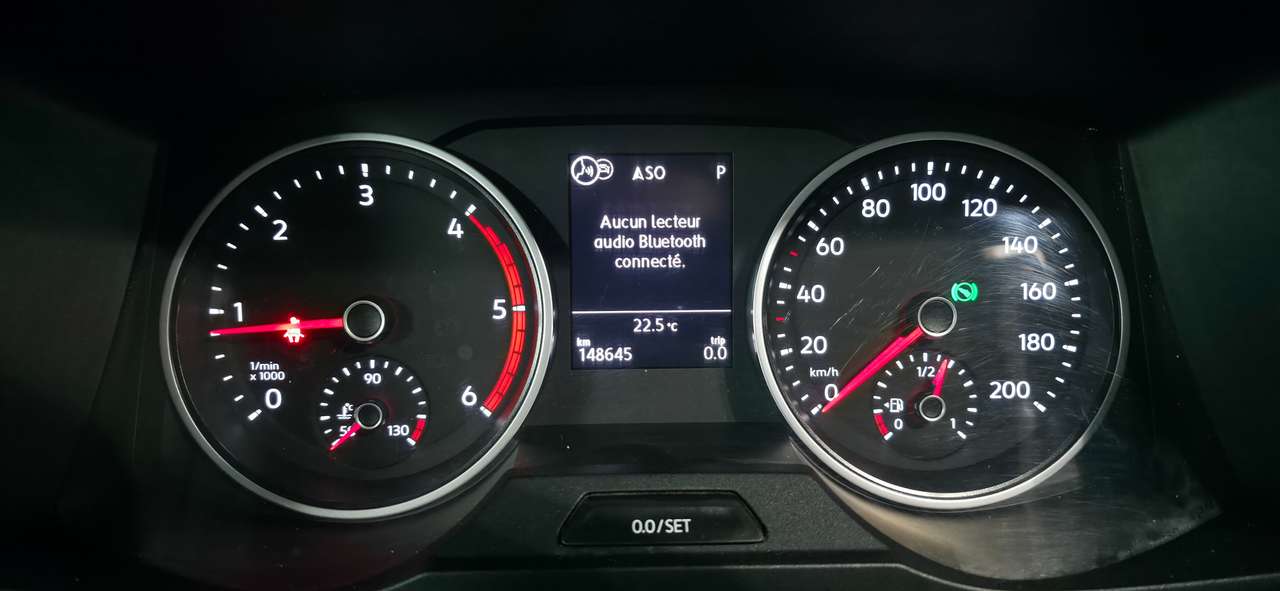 0
1
2
3
4
5
6
1/min
x 1000
50
90
130
ASO
P
Aucun lecteur
audio Bluetooth
connecté.
22.5 °C
km
trip
148645
0.0
0
20
40
60
80
100
120
140
160
180
200
km/h
0
1/2
1
0.0/SET